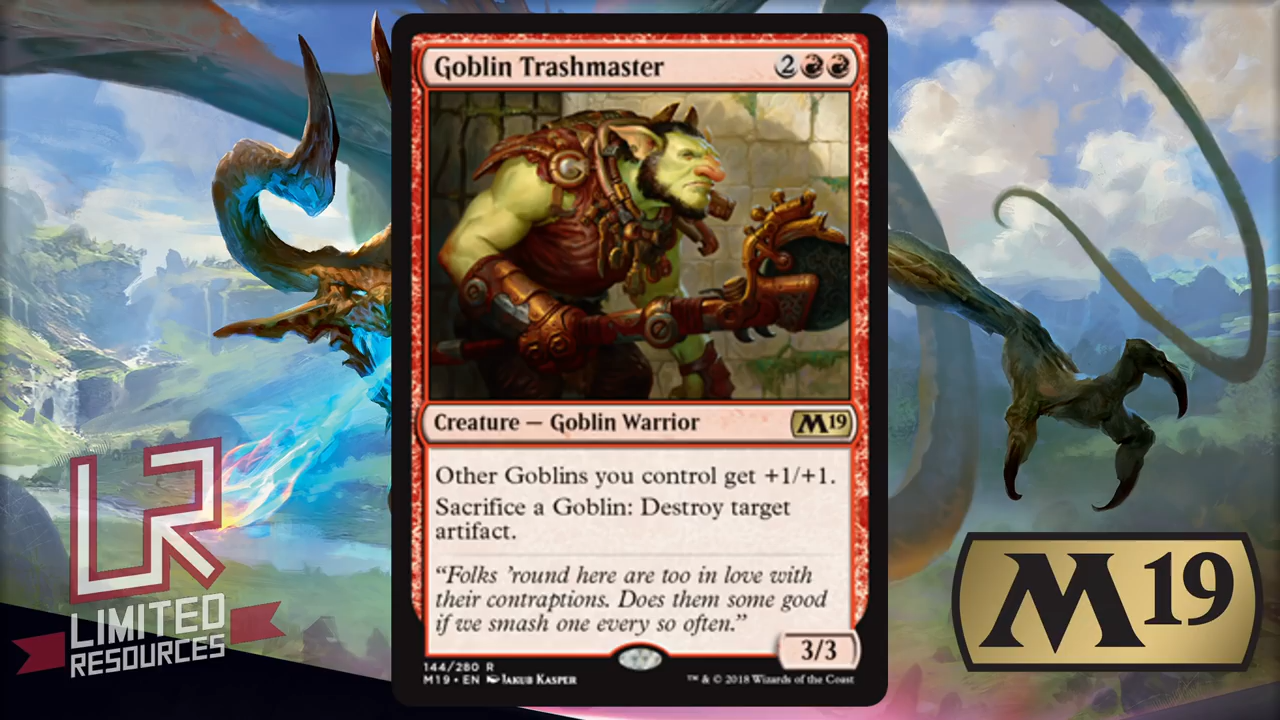 Goblin Trashmaster
2
Creature — Goblin Warrior
M19
Other Goblins you control get +1/+1.
Sacrifice a Goblin: Destroy target
artifact.
“Folks ’round here are too in love with
their contraptions. Does them some good
if we smash one every so often.”
3/3
144/280 R
M19 • EN Jakub Kasper
™ & © 2018 Wizards of the Coast
LR
LIMITED
RESOURCES
M19